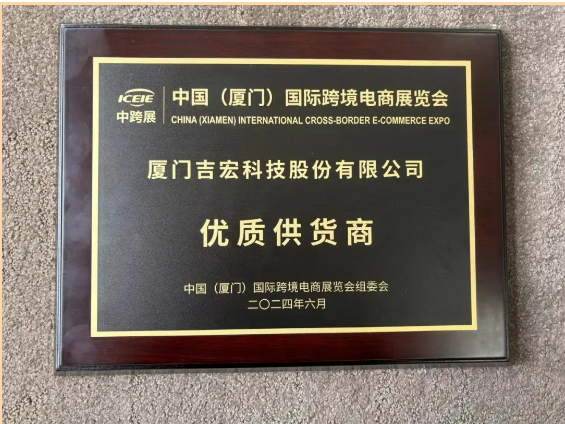 ICEIE
中跨展
中国（厦门）国际跨境电商展览会
CHINA (XIAMEN) INTERNATIONAL CROSS-BORDER E-COMMERCE EXPO
厦门吉宏科技股份有限公司
优质供货商
中国（厦门）国际跨境电商展览会组委会
二〇二四年六月